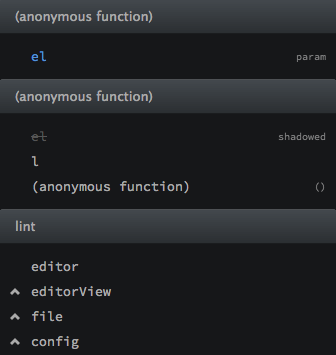 (anonymous function)
el param
(anonymous function)
el shadowed
l
(anonymous function) ()
lint
editor
editorView
file
config